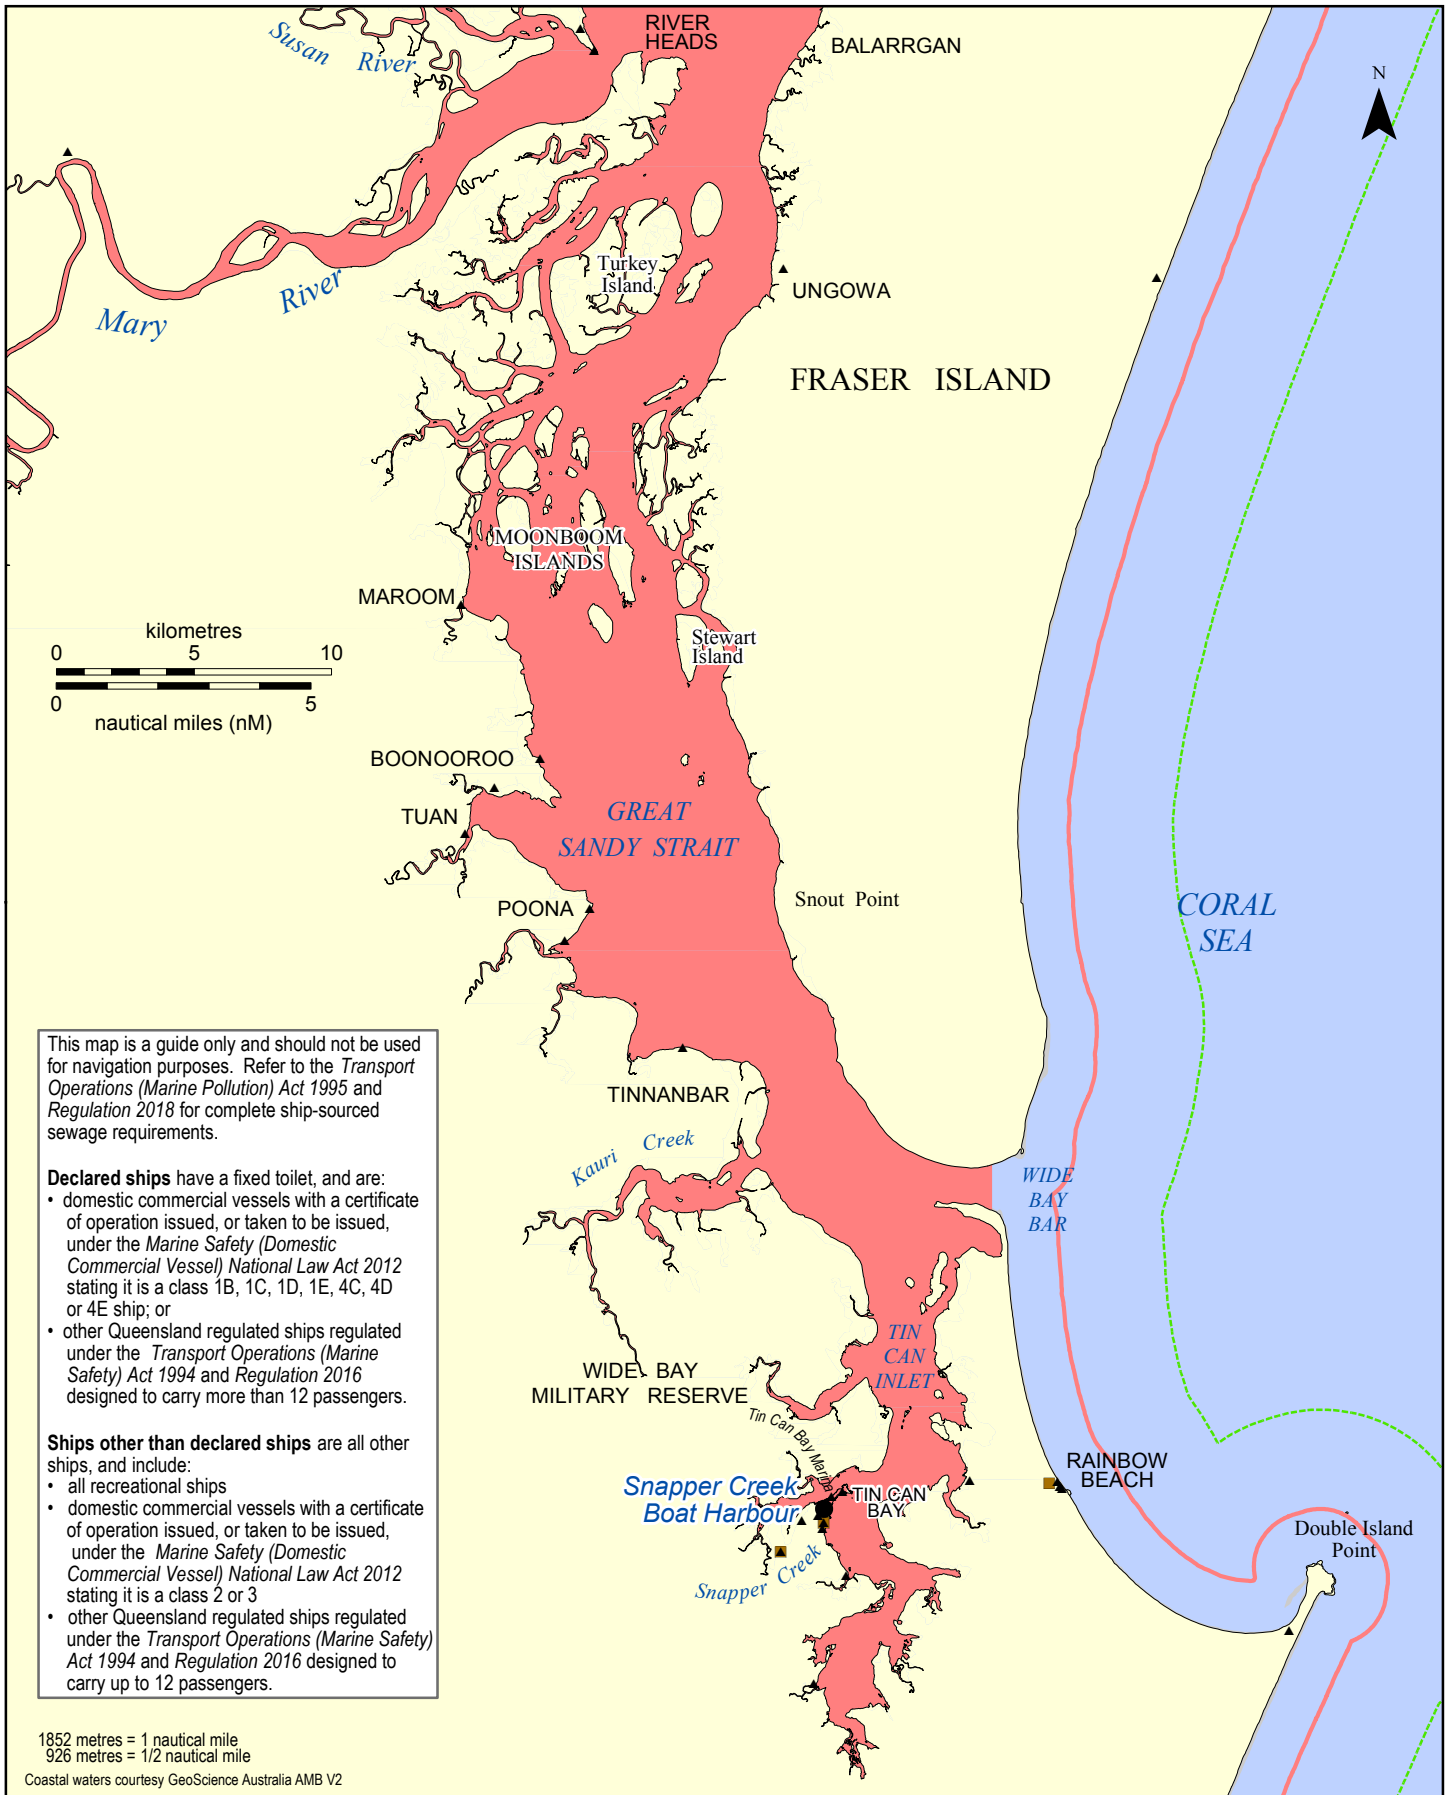 Susan River
RIVER
HEADS
BALARRGAN
N
Turkey
Island
UNGOWA
Mary River
FRASER ISLAND
MOONBOOM
ISLANDS
MAROOM
kilometres
0 5 10
0 5
nautical miles (nM)
Stewart
Island
BOONOOROO
TUAN
GREAT
SANDY STRAIT
Snout Point
POONA
CORAL
SEA
This map is a guide only and should not be used
for navigation purposes. Refer to the Transport
Operations (Marine Pollution) Act 1995 and
Regulation 2018 for complete ship-sourced
sewage requirements.
Declared ships have a fixed toilet, and are:
• domestic commercial vessels with a certificate
of operation issued, or taken to be issued,
under the Marine Safety (Domestic
Commercial Vessel) National Law Act 2012
stating it is a class 1B, 1C, 1D, 1E, 4C, 4D
or 4E ship; or
• other Queensland regulated ships regulated
under the Transport Operations (Marine
Safety) Act 1994 and Regulation 2016
designed to carry more than 12 passengers.
Ships other than declared ships are all other
ships, and include:
• all recreational ships
• domestic commercial vessels with a certificate
of operation issued, or taken to be issued,
under the Marine Safety (Domestic
Commercial Vessel) National Law Act 2012
stating it is a class 2 or 3
• other Queensland regulated ships regulated
under the Transport Operations (Marine Safety)
Act 1994 and Regulation 2016 designed to
carry up to 12 passengers.
TINNANBAR
Kauri Creek
WIDE
BAY
BAR
TIN
CAN
INLET
WIDE BAY
MILITARY RESERVE
Tin Can Bay Marina
RAINBOW
BEACH
Snapper Creek
Boat Harbour
TIN CAN
BAY
Double Island
Point
Snapper Creek
1852 metres = 1 nautical mile
926 metres = 1/2 nautical mile
Coastal waters courtesy GeoScience Australia AMB V2